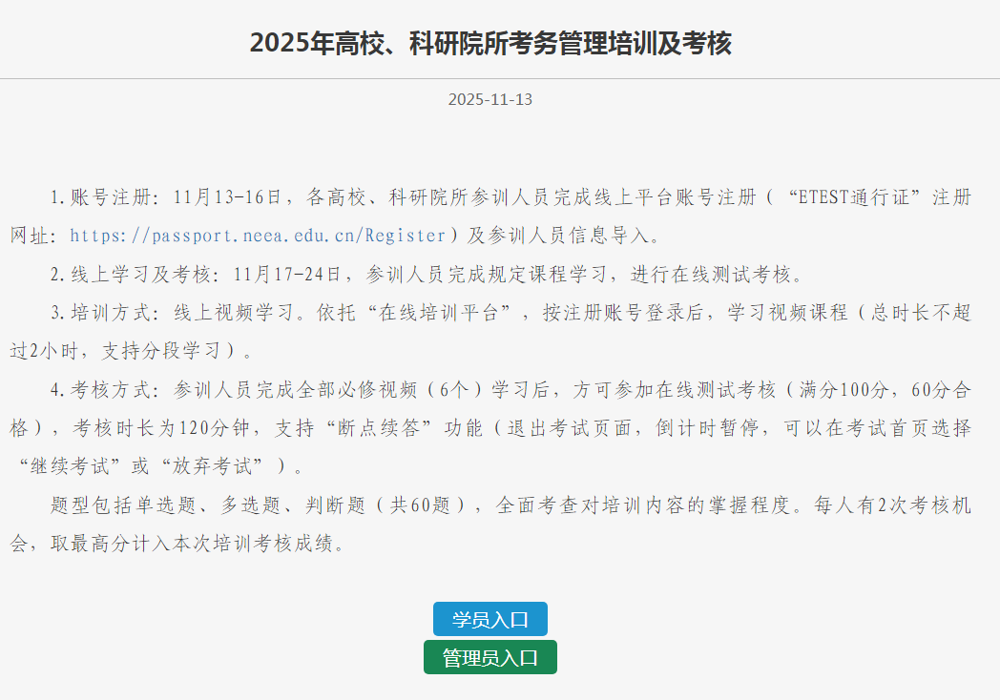 2025年高校、科研院所考务管理培训及考核
2025-11-13
1.账号注册：11月13-16日，各高校、科研院所参训人员完成线上平台账号注册（“ETEST通行证”注册
网址：https://passport.neea.edu.cn/Register）及参训人员信息导入。
2.线上学习及考核：11月17-24日，参训人员完成规定课程学习，进行在线测试考核。
3.培训方式：线上视频学习。依托“在线培训平台”，按注册账号登录后，学习视频课程（总时长不超
过2小时，支持分段学习）。
4.考核方式：参训人员完成全部必修视频（6个）学习后，方可参加在线测试考核（满分100分，60分合
格），考核时长为120分钟，支持“断点续答”功能（退出考试页面，倒计时暂停，可以在考试首页选择
“继续考试”或“放弃考试”）。
题型包括单选题、多选题、判断题（共60题），全面考查对培训内容的掌握程度。每人有2次考核机
会，取最高分计入本次培训考核成绩。
学员入口
管理员入口